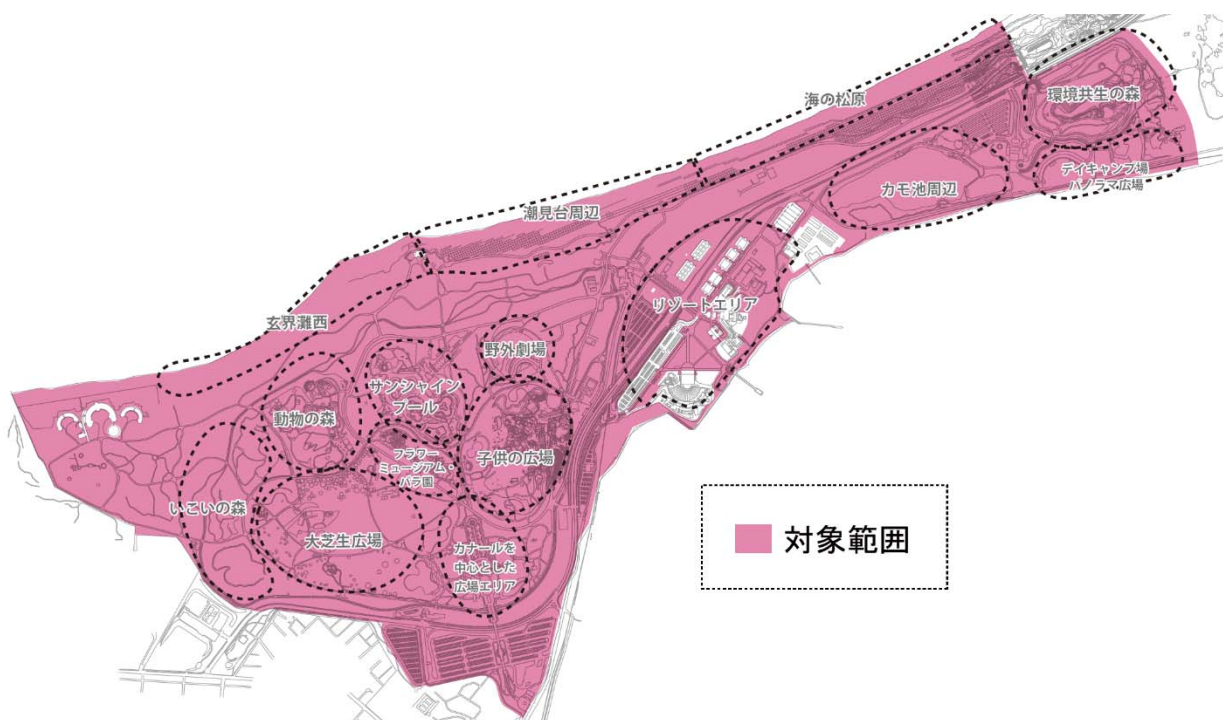 海の松原
環境共生の森
デイキャンプ場
パノラマ広場
カモ池周辺
潮見台周辺
リゾートエリア
玄界灘西
野外劇場
サンシャイン
プール
動物の森
フラワー
ミュージアム・
バラ園
子供の広場
いこいの森
大芝生広場
カナールを
中心とした
広場エリア
対象範囲